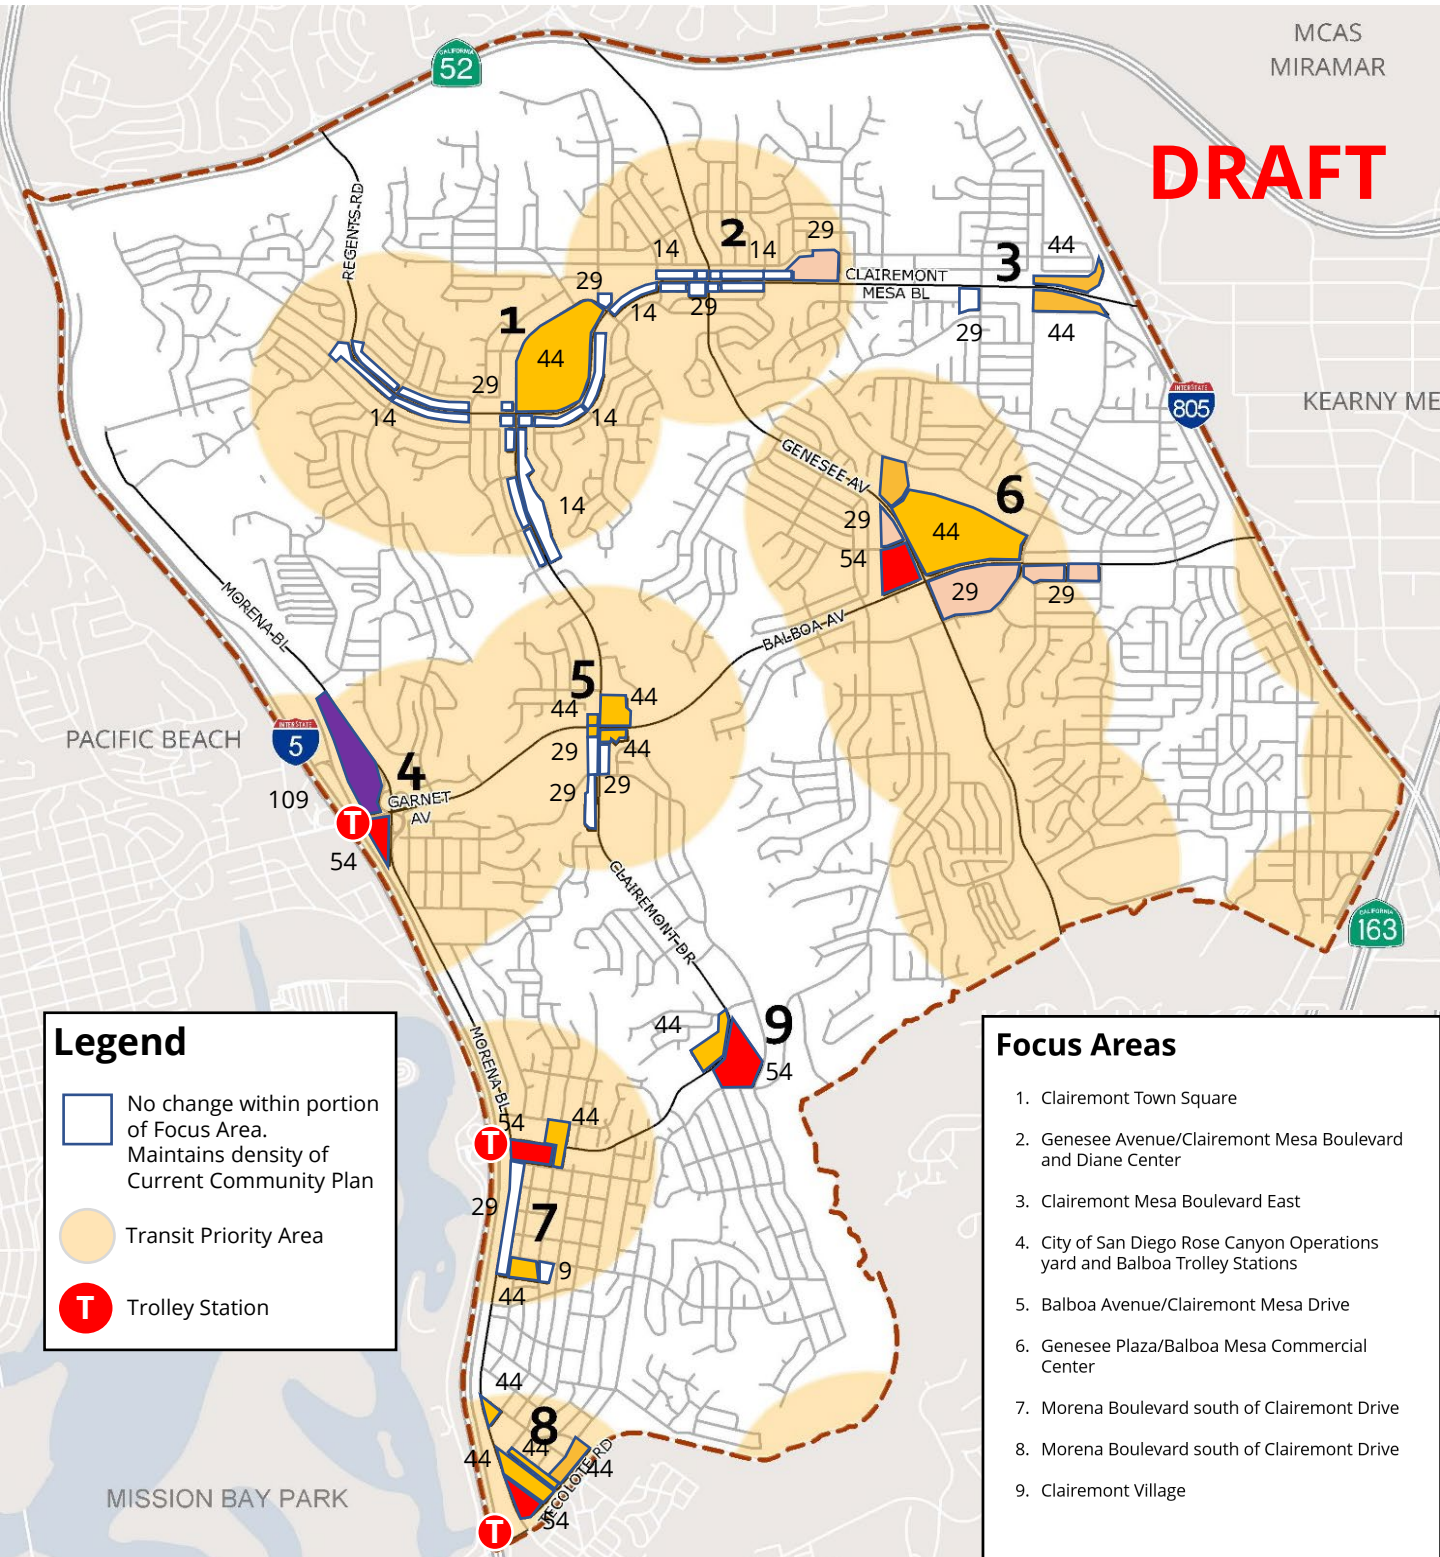 MCAS
MIRAMAR
CALIFORNIA
52
DRAFT
REGENTS RD
2
14
14
29
3
44
CLAIREMONT
MESA BL
29
14
29
29
44
1
44
29
14
14
INTERSTATE
805
KEARNY ME
GENESEE AV
6
14
29
44
54
29
29
MORENA BL
BALBOA AV
5
44
44
PACIFIC BEACH
INTERSTATE
5
29
44
4
109
GARNET
AV
29
29
T
54
CLAIREMONT DR
CALIFORNIA
163
MORENA BL
44
9
54
54
44
T
29
7
9
44
44
8
44
44
44
TECOLOTE RD
54
T
MISSION BAY PARK
Legend
No change within portion
of Focus Area.
Maintains density of
Current Community Plan
Transit Priority Area
T
Trolley Station
Focus Areas
1. Clairemont Town Square
2. Genesee Avenue/Clairemont Mesa Boulevard
and Diane Center
3. Clairemont Mesa Boulevard East
4. City of San Diego Rose Canyon Operations
yard and Balboa Trolley Stations
5. Balboa Avenue/Clairemont Mesa Drive
6. Genesee Plaza/Balboa Mesa Commercial
Center
7. Morena Boulevard south of Clairemont Drive
8. Morena Boulevard south of Clairemont Drive
9. Clairemont Village